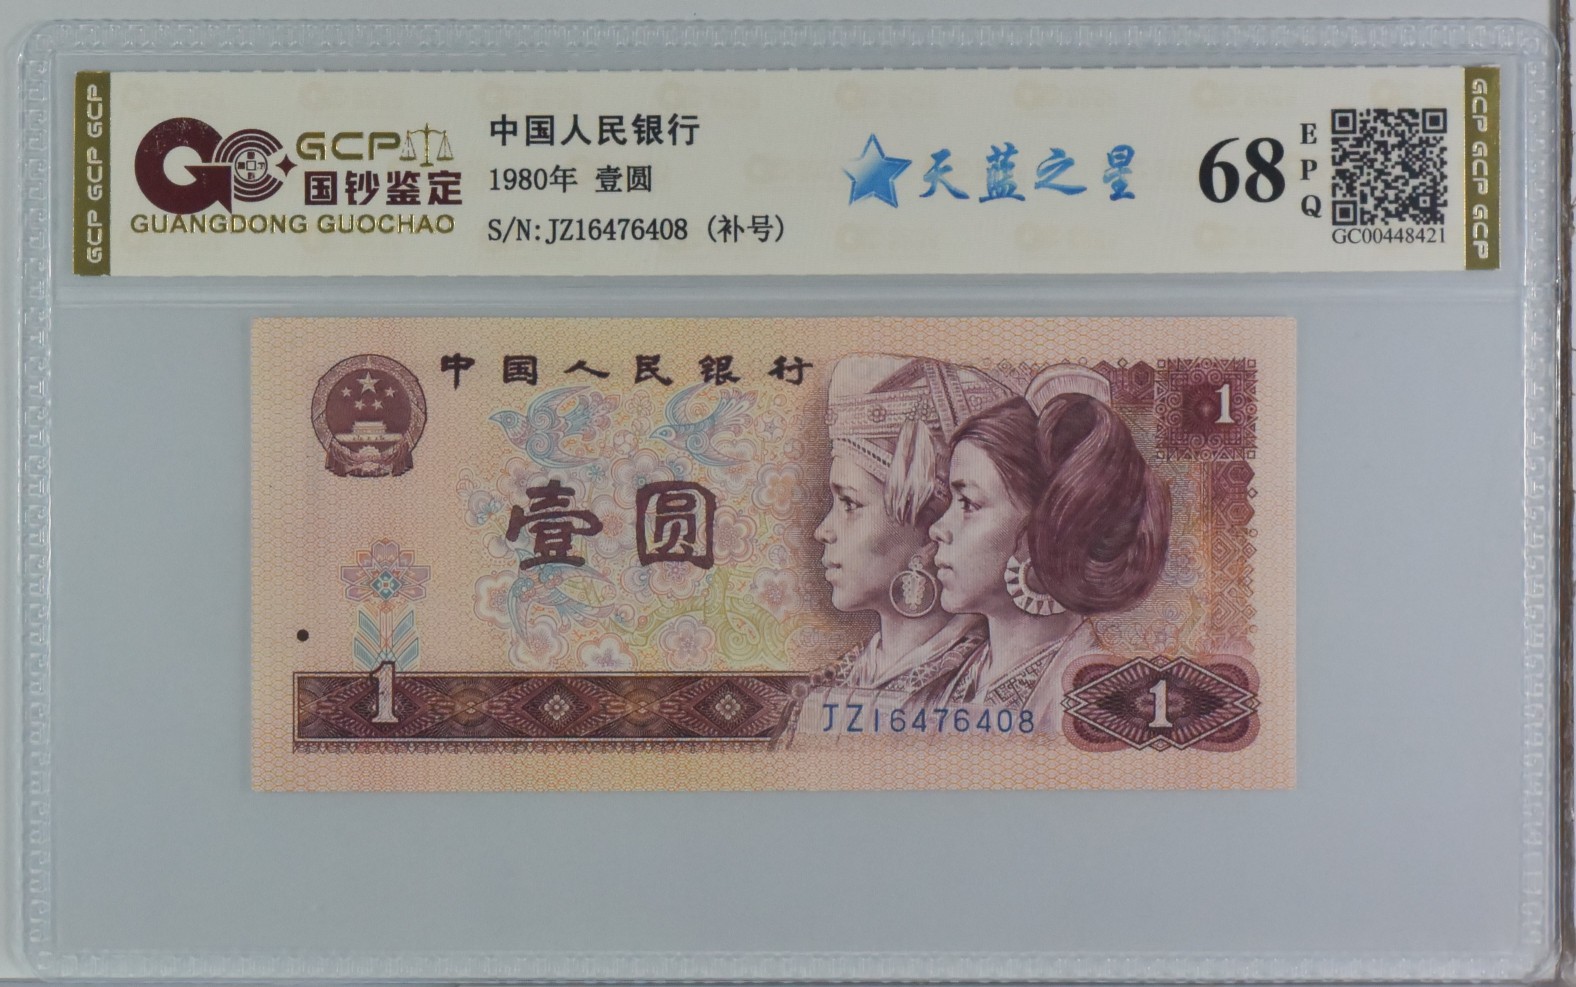 GCP GCP GCP
GCP
国钞鉴定
GUANGDONG GUOCHAO
中国人民银行
1980年 壹圆
S/N:JZ16476408 (补号)
天蓝之星
68
EPQ
GC00448421
GCP GCP GCP
中国人民银行
1
壹圆
1
JZ16476408
1